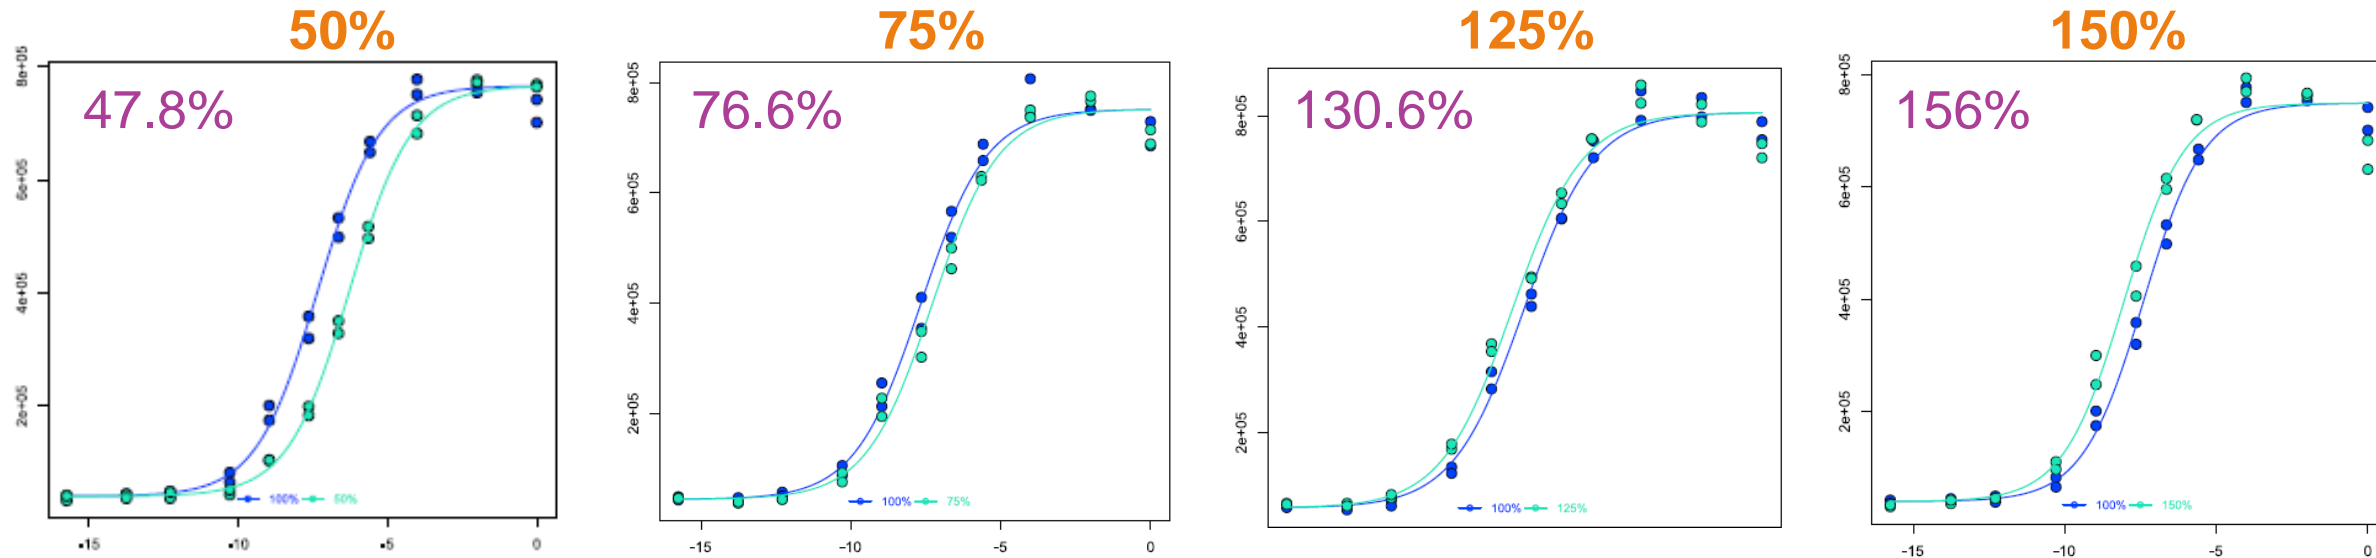 50% 75% 125% 150%
47.8% 76.6% 130.6% 156%
8e+05 8e+05 8e+05 8e+05
6e+05 6e+05 6e+05 6e+05
4e+05 4e+05 4e+05 4e+05
2e+05 2e+05 2e+05 2e+05
100% 50% 100% 75% 100% 125% 100% 150%
-15 -10 -5 0 -15 -10 -5 0 -15 -10 -5 0